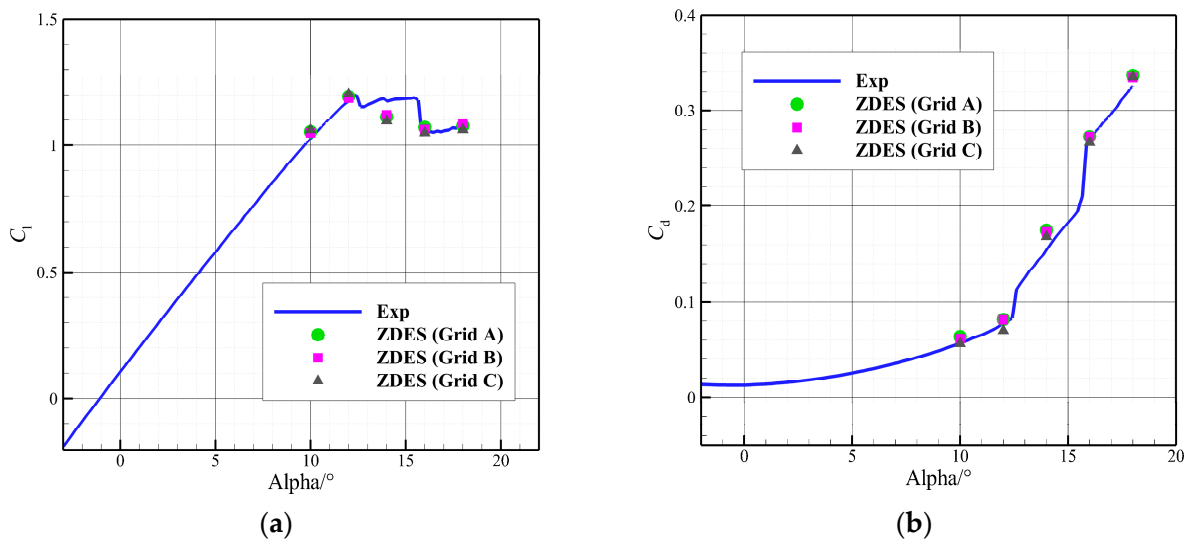 1.5
1
0.5
0
C_l
0
5
10
15
20
Alpha/°
Exp
ZDES (Grid A)
ZDES (Grid B)
ZDES (Grid C)
(a)
0.4
0.3
0.2
0.1
0
C_d
0
5
10
15
20
Alpha/°
Exp
ZDES (Grid A)
ZDES (Grid B)
ZDES (Grid C)
(b)